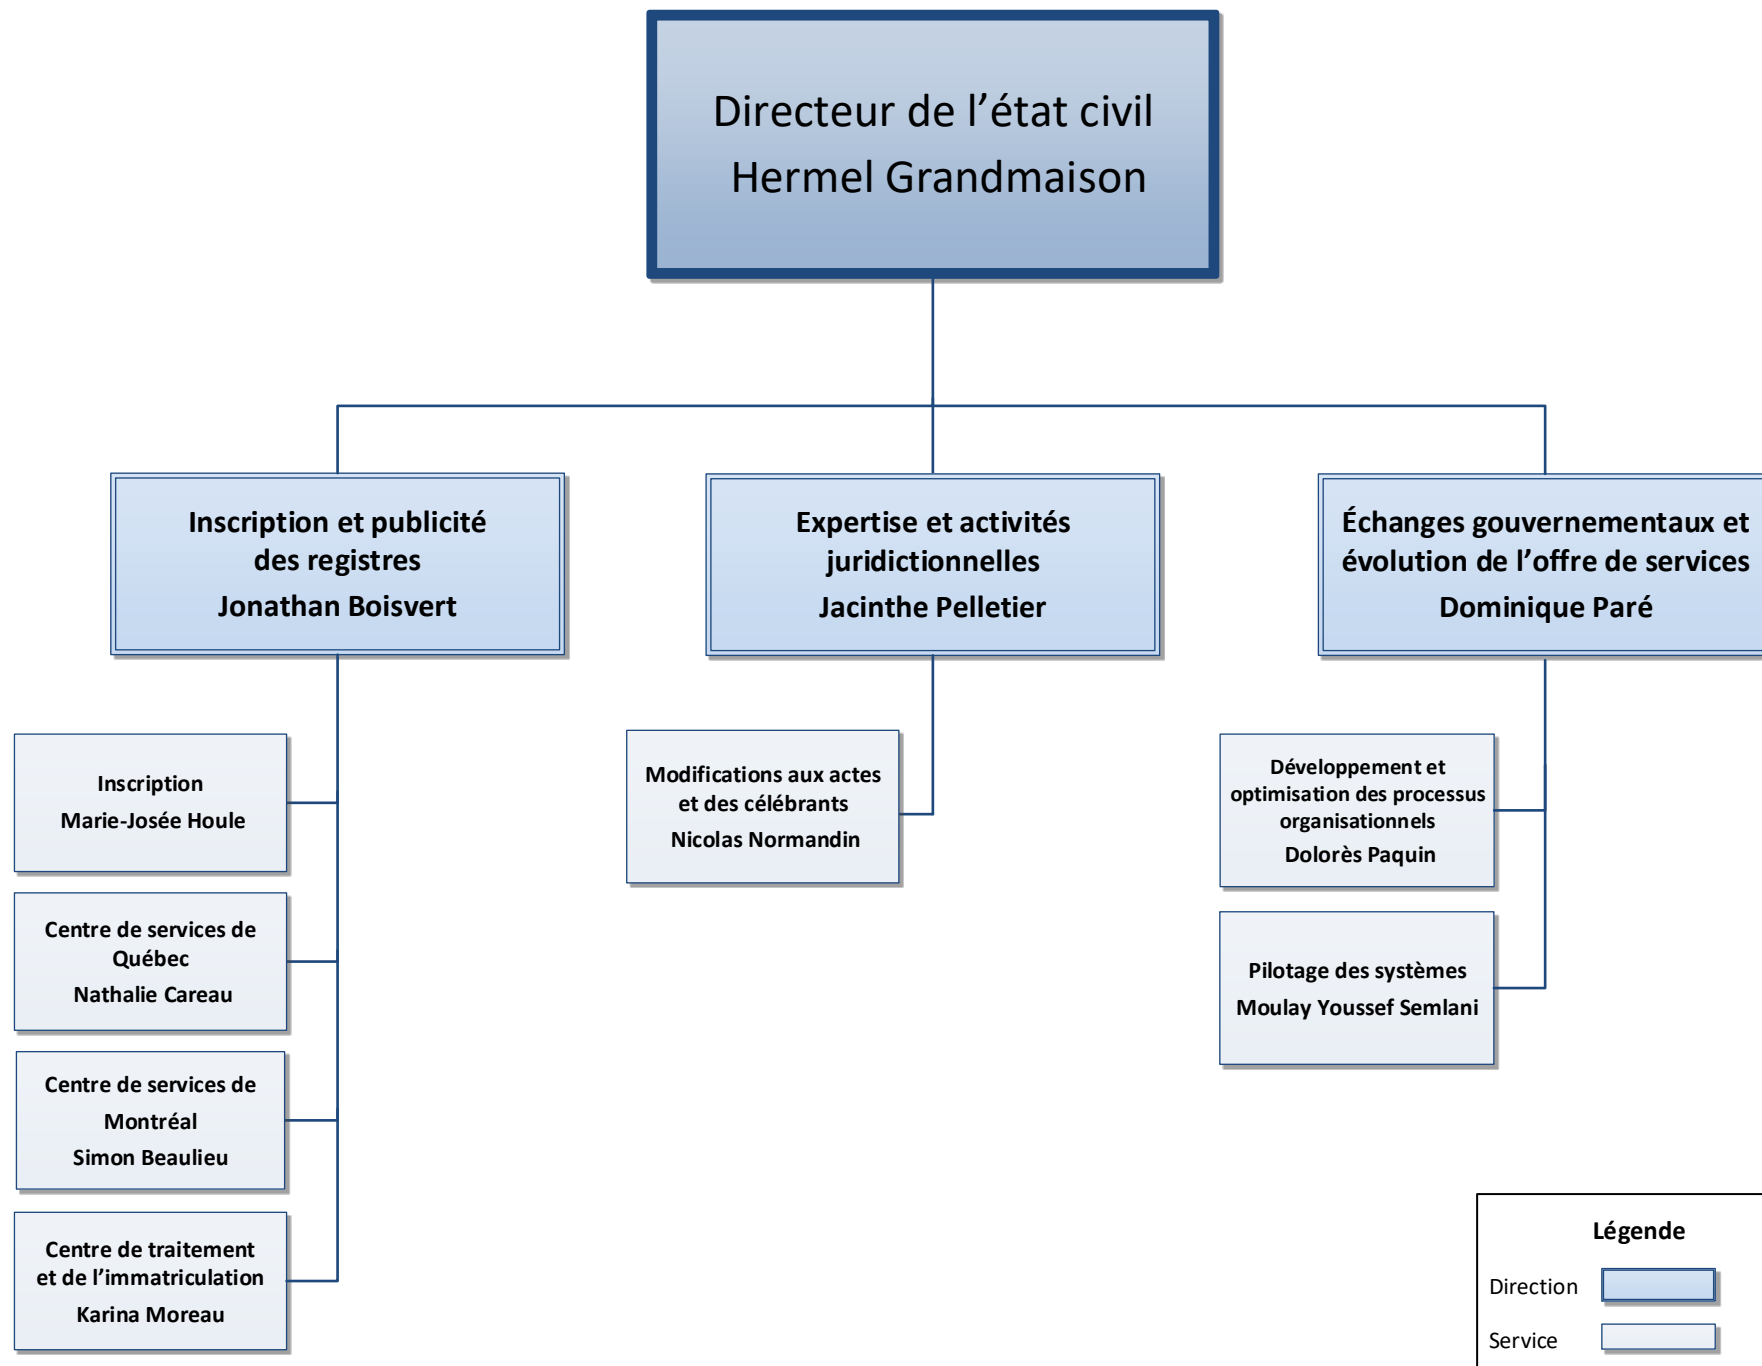 Directeur de l’état civil
Hermel Grandmaison
Inscription et publicité
des registres
Jonathan Boisvert
Expertise et activités
juridictionnelles
Jacinthe Pelletier
Échanges gouvernementaux et
évolution de l’offre de services
Dominique Paré
Inscription
Marie-Josée Houle
Centre de services de
Québec
Nathalie Careau
Centre de services de
Montréal
Simon Beaulieu
Centre de traitement
et de l’immatriculation
Karina Moreau
Modifications aux actes
et des célébrants
Nicolas Normandin
Développement et
optimisation des processus
organisationnels
Dolorès Paquin
Pilotage des systèmes
Moulay Youssef Semlani
Légende
Direction
Service